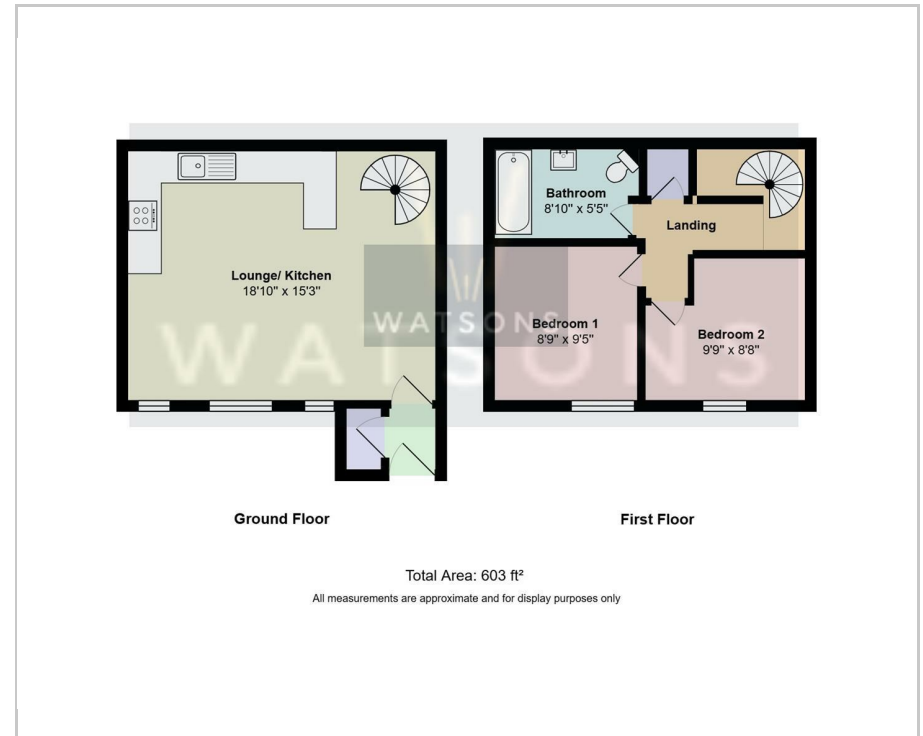 Bathroom
8'10" x 5'5"
Landing
Lounge/ Kitchen
18'10" x 15'3"
WATSONS
WATSONS
Bedroom 1
8'9" x 9'5"
Bedroom 2
9'9" x 8'8"
Ground Floor
First Floor
Total Area: 603 ft²
All measurements are approximate and for display purposes only